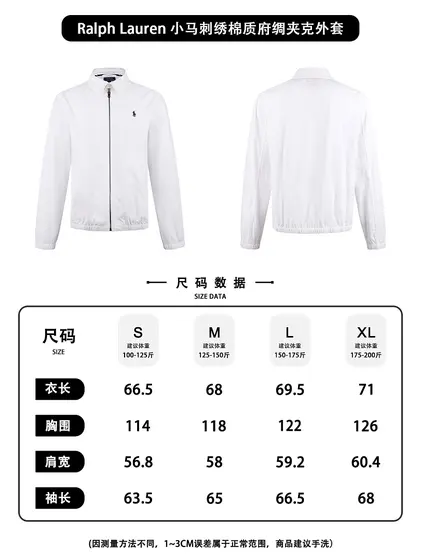 Ralph Lauren 小马刺绣棉质府绸夹克外套
尺码数据
SIZE DATA
尺码 S M L XL
SIZE 建议体重 建议体重 建议体重 建议体重
100-125斤 125-150斤 150-175斤 175-200斤
衣长 66.5 68 69.5 71
胸围 114 118 122 126
肩宽 56.8 58 59.2 60.4
袖长 63.5 65 66.5 68
(因测量方法不同，1~3CM误差属于正常范围，商品建议手洗)